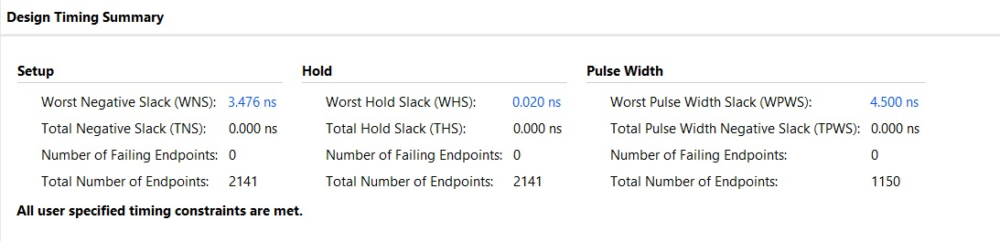 Design Timing Summary
Setup Hold Pulse Width
Worst Negative Slack (WNS): 3.476 ns Worst Hold Slack (WHS): 0.020 ns Worst Pulse Width Slack (WPWS): 4.500 ns
Total Negative Slack (TNS): 0.000 ns Total Hold Slack (THS): 0.000 ns Total Pulse Width Negative Slack (TPWS): 0.000 ns
Number of Failing Endpoints: 0 Number of Failing Endpoints: 0 Number of Failing Endpoints: 0
Total Number of Endpoints: 2141 Total Number of Endpoints: 2141 Total Number of Endpoints: 1150
All user specified timing constraints are met.